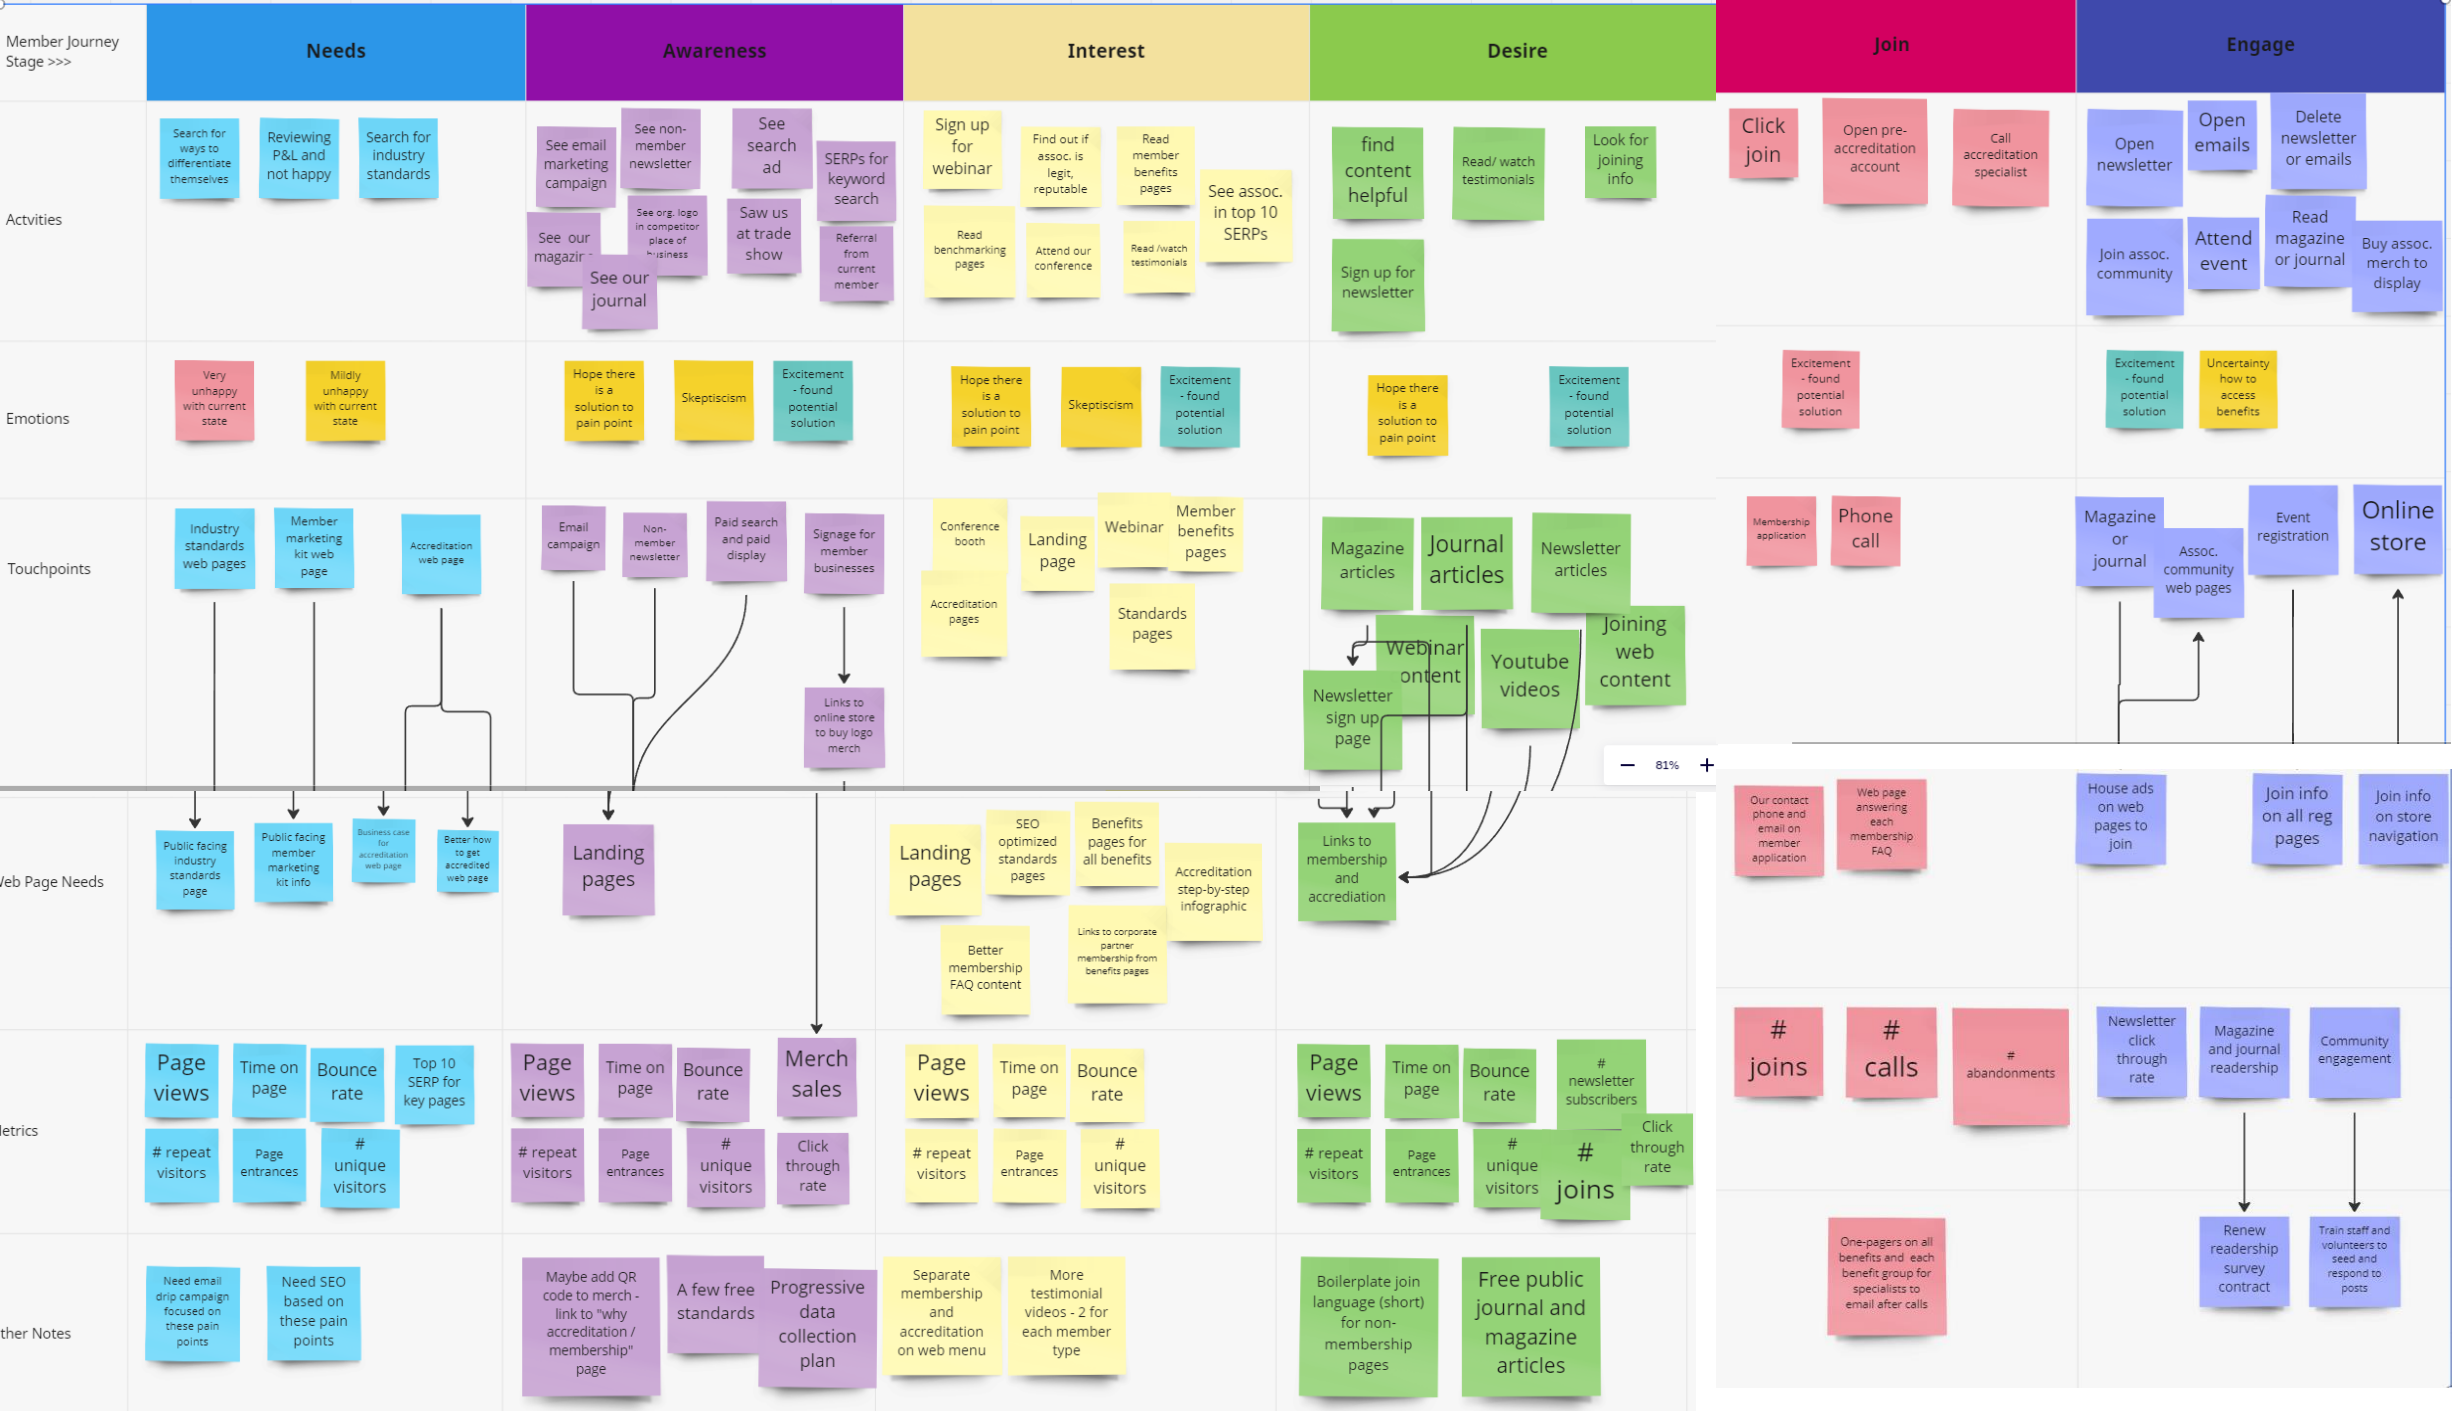 Member Journey
Stage >>>
Needs
Awareness
Interest
Desire
Join
Engage
Actvities
Search for
ways to
differentiate
themselves
Reviewing
P&L and
not happy
Search for
industry
standards
See email
marketing
campaign
See non-
member
newsletter
See
search
ad
SERPs for
keyword
search
See our
magazine
See org. logo
in competitor
place of
business
Saw us
at trade
show
Referral
from
current
member
See our
journal
Sign up
for
webinar
Find out if
assoc. is
legit,
reputable
Read
member
benefits
pages
See assoc.
in top 10
SERPs
Read
benchmarking
pages
Attend our
conference
Read /watch
testimonials
find
content
helpful
Read/ watch
testimonials
Look for
joining
info
Sign up for
newsletter
Click
join
Open pre-
accreditation
account
Call
accreditation
specialist
Open
newsletter
Open
emails
Delete
newsletter
or emails
Join assoc.
community
Attend
event
Read
magazine
or journal
Buy assoc.
merch to
display
Emotions
Very
unhappy
with current
state
Mildly
unhappy
with current
state
Hope there
is a
solution to
pain point
Skeptiscism
Excitement
- found
potential
solution
Hope there
is a
solution to
pain point
Skeptiscism
Excitement
- found
potential
solution
Hope there
is a
solution to
pain point
Excitement
- found
potential
solution
Excitement
- found
potential
solution
Excitement
- found
potential
solution
Uncertainty
how to
access
benefits
Touchpoints
Industry
standards
web pages
Member
marketing
kit web
page
Accreditation
web page
Email
campaign
Non-
member
newsletter
Paid search
and paid
display
Signage for
member
businesses
Links to
online store
to buy logo
merch
Conference
booth
Landing
page
Webinar
Member
benefits
pages
Accreditation
pages
Standards
pages
Magazine
articles
Journal
articles
Newsletter
articles
Webinar
content
Youtube
videos
Joining
web
content
Newsletter
sign up
page
81%
Membership
application
Phone
call
Magazine
or
journal
Assoc.
community
web pages
Event
registration
Online
store
Web Page Needs
Public facing
industry
standards
page
Public facing
member
marketing
kit info
Business case
for
accreditation
web page
Better how
to get
accredited
web page
Landing
pages
Landing
pages
SEO
optimized
standards
pages
Benefits
pages for
all benefits
Accreditation
step-by-step
infographic
Better
membership
FAQ content
Links to corporate
partner
membership from
benefits pages
Links to
membership
and
accrediation
Our contact
phone and
email on
member
application
Web page
answering
each
membership
FAQ
House ads
on web
pages to
join
Join info
on all reg
pages
Join info
on store
navigation
Metrics
Page
views
Time on
page
Bounce
rate
Top 10
SERP for
key pages
# repeat
visitors
Page
entrances
#
unique
visitors
Page
views
Time on
page
Bounce
rate
Merch
sales
# repeat
visitors
Page
entrances
#
unique
visitors
Click
through
rate
Page
views
Time on
page
Bounce
rate
# repeat
visitors
Page
entrances
#
unique
visitors
Page
views
Time on
page
Bounce
rate
#
newsletter
subscribers
# repeat
visitors
Page
entrances
#
unique
visitors
#
joins
Click
through
rate
#
joins
#
calls
#
abandonments
Newsletter
click
through
rate
Magazine
and journal
readership
Community
engagement
Other Notes
Need email
drip campaign
focused on
these pain
points
Need SEO
based on
these pain
points
Maybe add QR
code to merch -
link to "why
accreditation /
membership"
page
A few free
standards
Progressive
data
collection
plan
Separate
membership
and
accreditation
on web menu
More
testimonial
videos - 2 for
each member
type
Boilerplate join
language (short)
for non-
membership
pages
Free public
journal and
magazine
articles
One-pagers on all
benefits and each
benefit group for
specialists to
email after calls
Renew
readership
survey
contract
Train staff and
volunteers to
seed and
respond to
posts